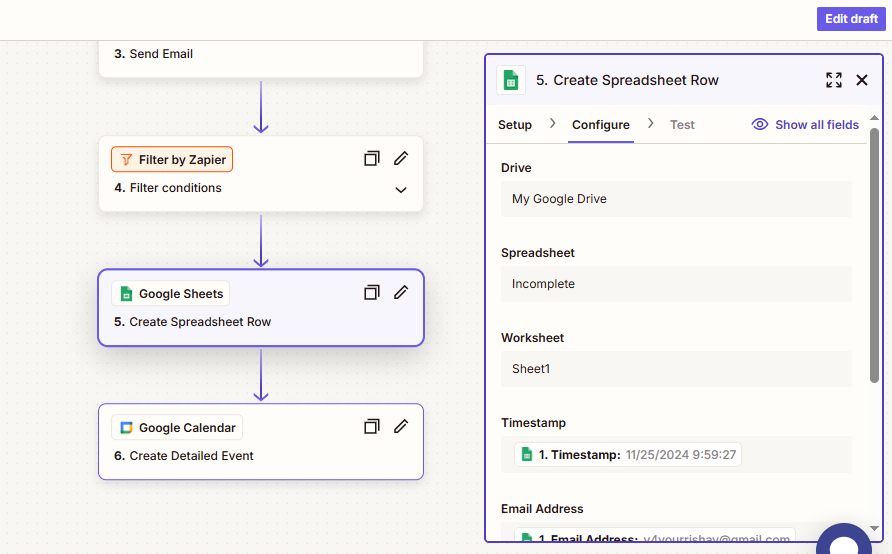 Edit draft
3. Send Email
Filter by Zapier
4. Filter conditions
Google Sheets
5. Create Spreadsheet Row
Google Calendar
6. Create Detailed Event
5. Create Spreadsheet Row
Setup
Configure
Test
Show all fields
Drive
My Google Drive
Spreadsheet
Incomplete
Worksheet
Sheet1
Timestamp
1. Timestamp: 11/25/2024 9:59:27
Email Address
1. Email Address: v4yourrishav@gmail.com